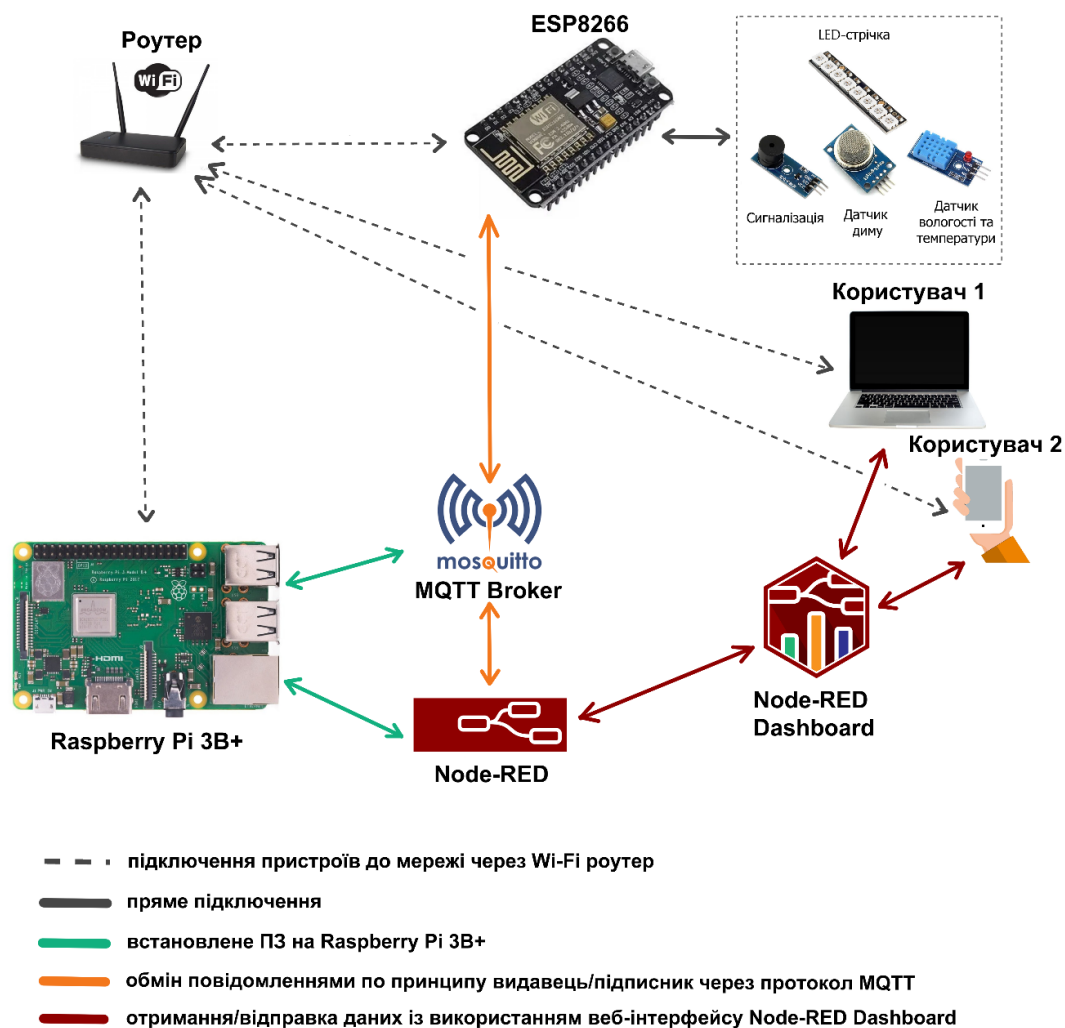 Роутер
Wi Fi
ESP8266
LED-стрічка
Сигналізація
Датчик
диму
Датчик
вологості та
температури
Користувач 1
Користувач 2
mosquitto
MQTT Broker
HDMI
Raspberry Pi 3B+
Node-RED
Node-RED
Dashboard
підключення пристроїв до мережі через Wi-Fi роутер
пряме підключення
встановлене ПЗ на Raspberry Pi 3B+
обмін повідомленнями по принципу видавець/підписник через протокол MQTT
отримання/відправка даних із використанням веб-інтерфейсу Node-RED Dashboard